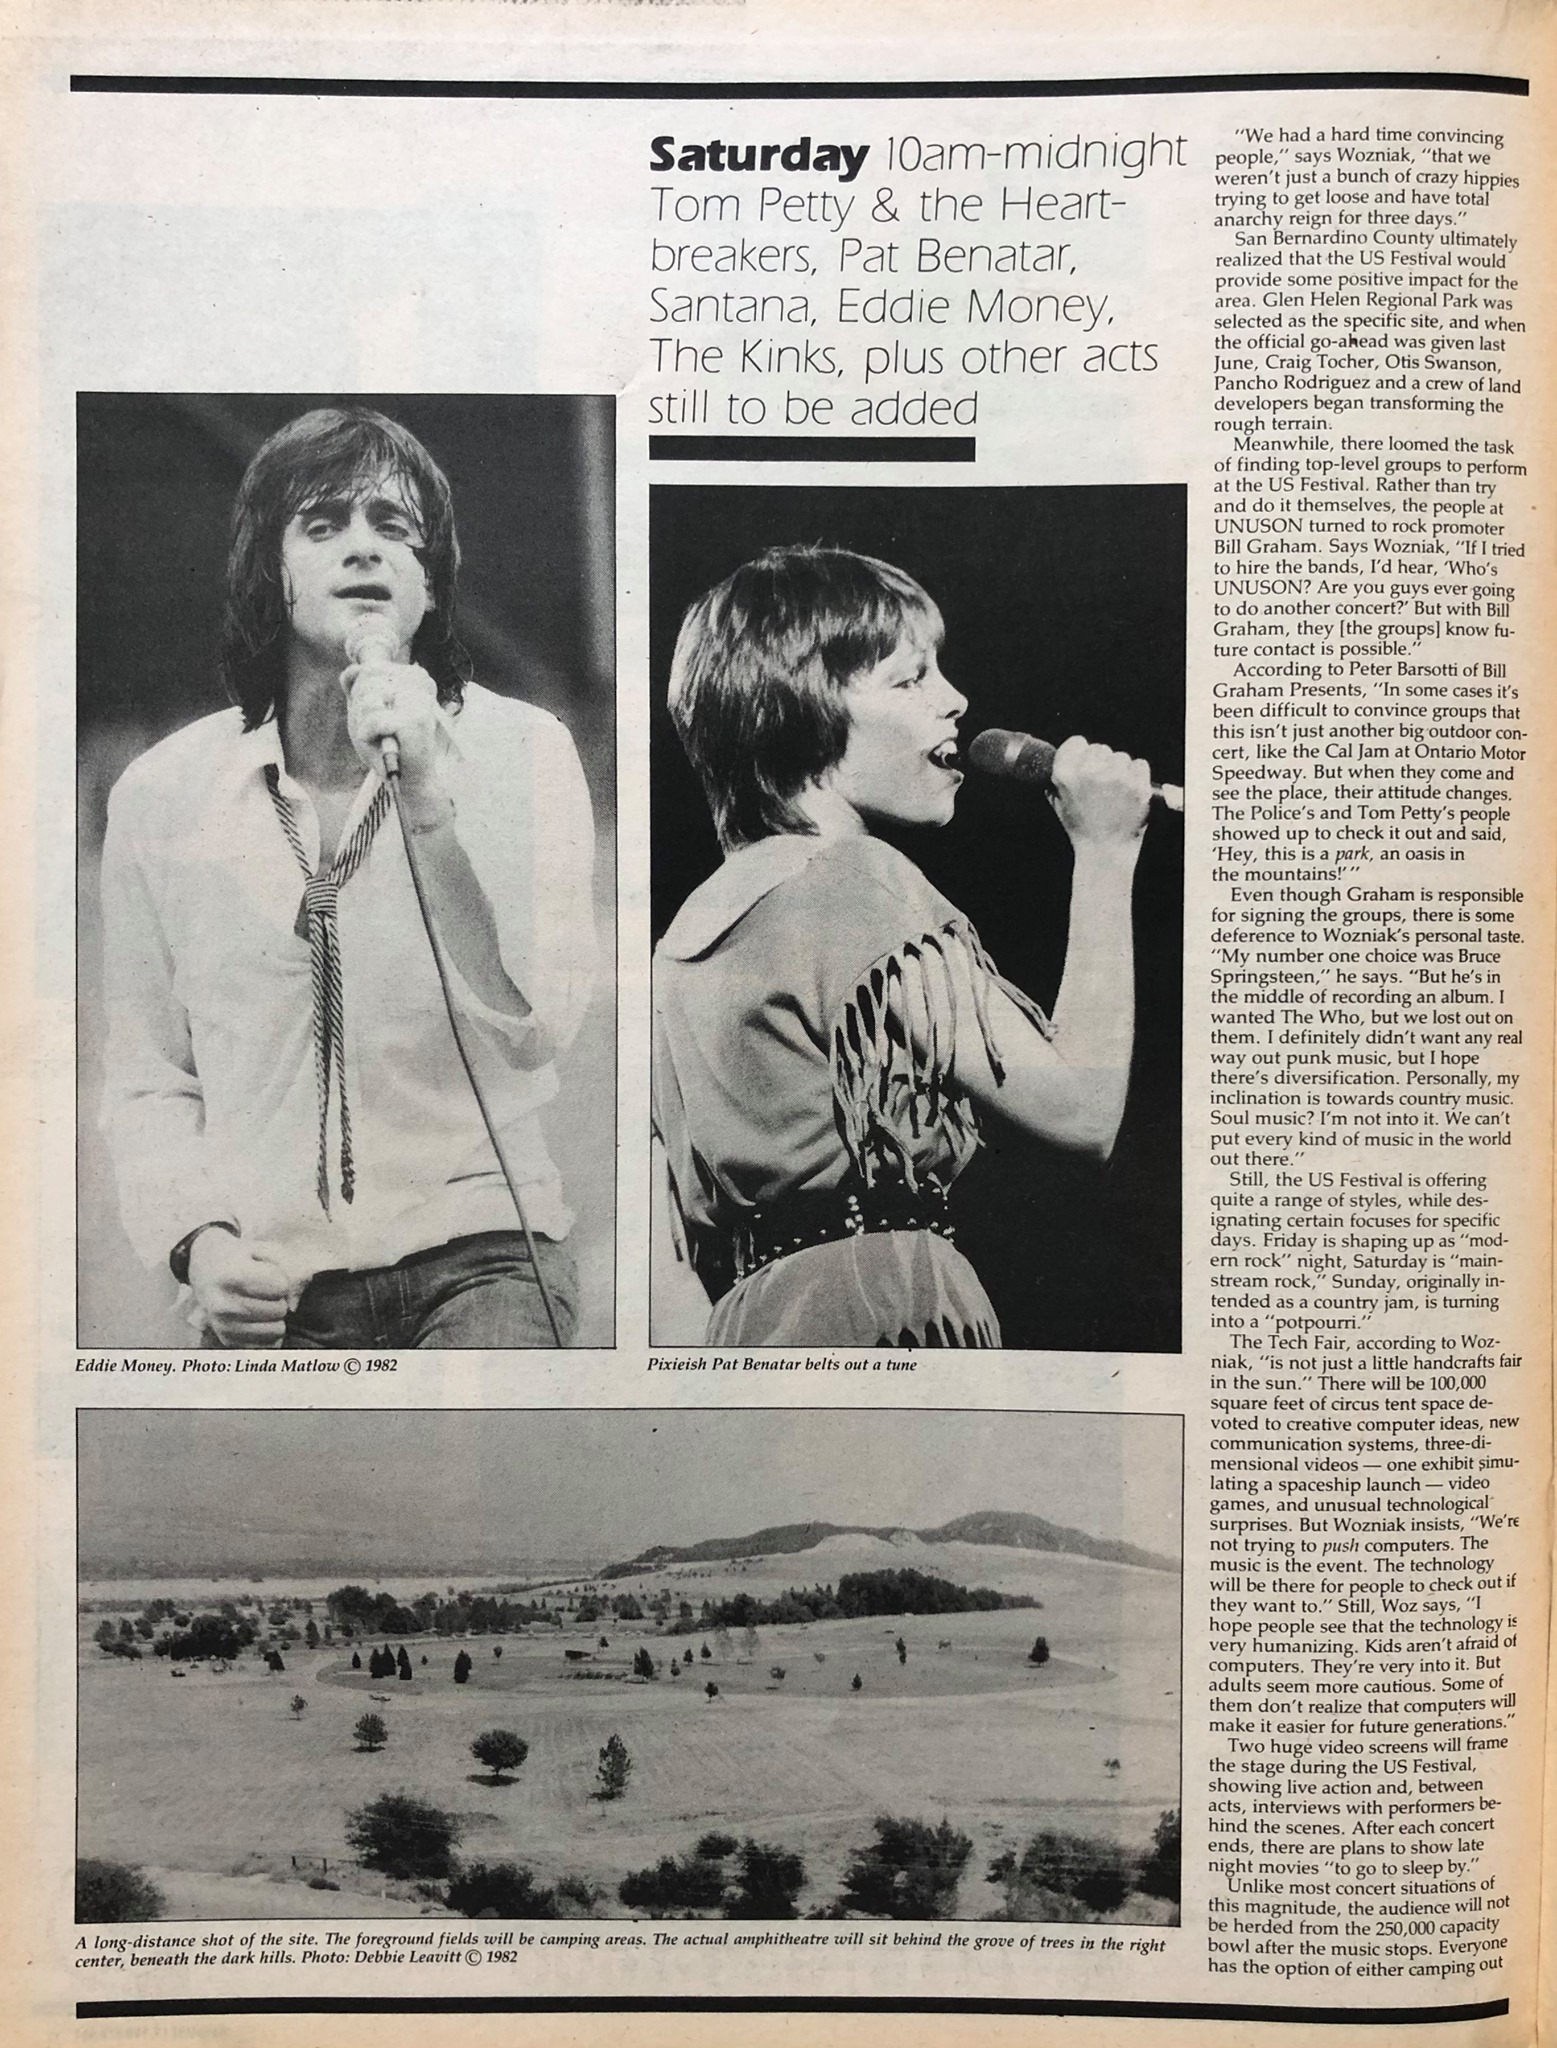 Saturday 10am-midnight
Tom Petty & the Heart-
breakers, Pat Benatar,
Santana, Eddie Money,
The Kinks, plus other acts
still to be added
Eddie Money. Photo: Linda Matlow © 1982
Pixieish Pat Benatar belts out a tune
A long-distance shot of the site. The foreground fields will be camping areas. The actual amphitheatre will sit behind the grove of trees in the right
center, beneath the dark hills. Photo: Debbie Leavitt © 1982
"We had a hard time convincing
people," says Wozniak, "that we
weren't just a bunch of crazy hippies
trying to get loose and have total
anarchy reign for three days."
San Bernardino County ultimately
realized that the US Festival would
provide some positive impact for the
area. Glen Helen Regional Park was
selected as the specific site, and when
the official go-ahead was given last
June, Craig Tocher, Otis Swanson,
Pancho Rodriguez and a crew of land
developers began transforming the
rough terrain.
Meanwhile, there loomed the task
of finding top-level groups to perform
at the US Festival. Rather than try
and do it themselves, the people at
UNUSON turned to rock promoter
Bill Graham. Says Wozniak, "If I tried
to hire the bands, I'd hear, 'Who's
UNUSON? Are you guys ever going
to do another concert?' But with Bill
Graham, they [the groups] know fu-
ture contact is possible."
According to Peter Barsotti of Bill
Graham Presents, "In some cases it's
been difficult to convince groups that
this isn't just another big outdoor con-
cert, like the Cal Jam at Ontario Motor
Speedway. But when they come and
see the place, their attitude changes.
The Police's and Tom Petty's people
showed up to check it out and said,
'Hey, this is a park, an oasis in
the mountains!'"
Even though Graham is responsible
for signing the groups, there is some
deference to Wozniak's personal taste.
"My number one choice was Bruce
Springsteen," he says. "But he's in
the middle of recording an album. I
wanted The Who, but we lost out on
them. I definitely didn't want any real
way out punk music, but I hope
there's diversification. Personally, my
inclination is towards country music.
Soul music? I'm not into it. We can't
put every kind of music in the world
out there."
Still, the US Festival is offering
quite a range of styles, while des-
ignating certain focuses for specific
days. Friday is shaping up as "mod-
ern rock" night, Saturday is "main-
stream rock," Sunday, originally in-
tended as a country jam, is turning
into a "potpourri."
The Tech Fair, according to Woz-
niak, "is not just a little handcrafts fair
in the sun." There will be 100,000
square feet of circus tent space de-
voted to creative computer ideas, new
communication systems, three-di-
mensional videos — one exhibit simu-
lating a spaceship launch — video
games, and unusual technological
surprises. But Wozniak insists, "We're
not trying to push computers. The
music is the event. The technology
will be there for people to check out if
they want to." Still, Woz says, "I
hope people see that the technology is
very humanizing. Kids aren't afraid of
computers. They're very into it. But
adults seem more cautious. Some of
them don't realize that computers will
make it easier for future generations."
Two huge video screens will frame
the stage during the US Festival,
showing live action and, between
acts, interviews with performers be-
hind the scenes. After each concert
ends, there are plans to show late
night movies "to go to sleep by."
Unlike most concert situations of
this magnitude, the audience will not
be herded from the 250,000 capacity
bowl after the music stops. Everyone
has the option of either camping out